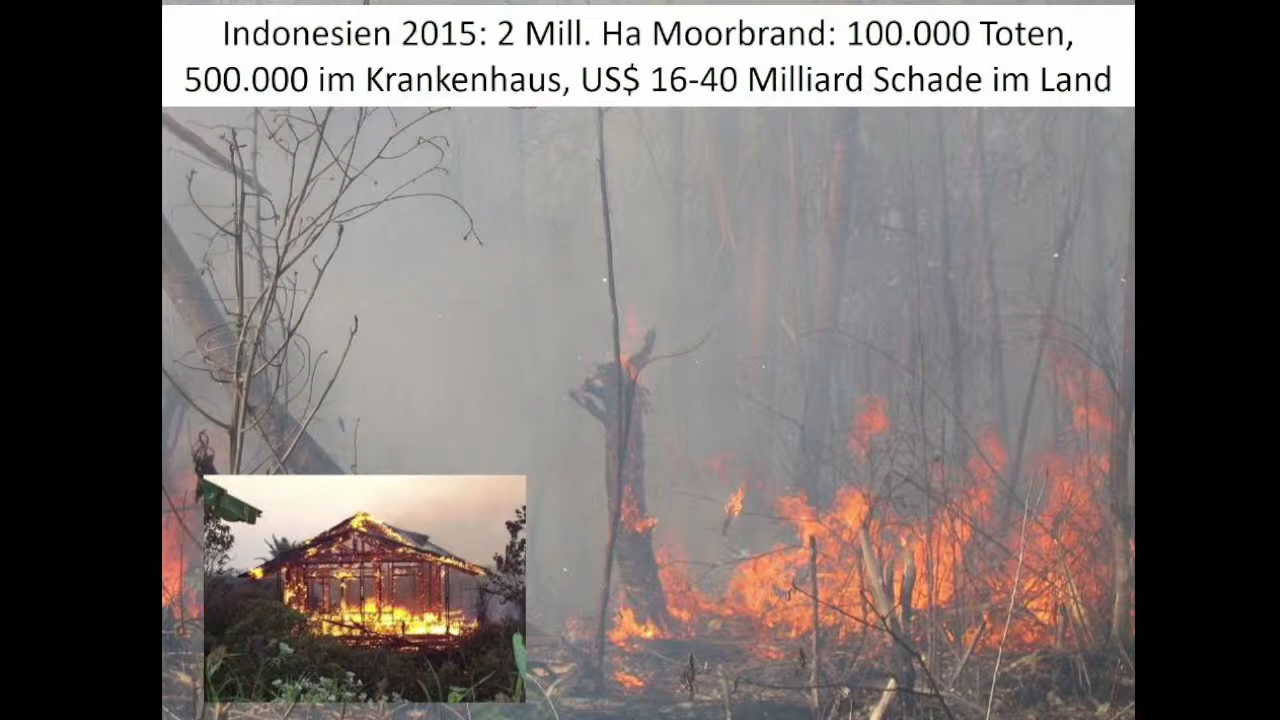 Indonesien 2015: 2 Mill. Ha Moorbrand: 100.000 Toten,
500.000 im Krankenhaus, US$ 16-40 Milliard Schade im Land